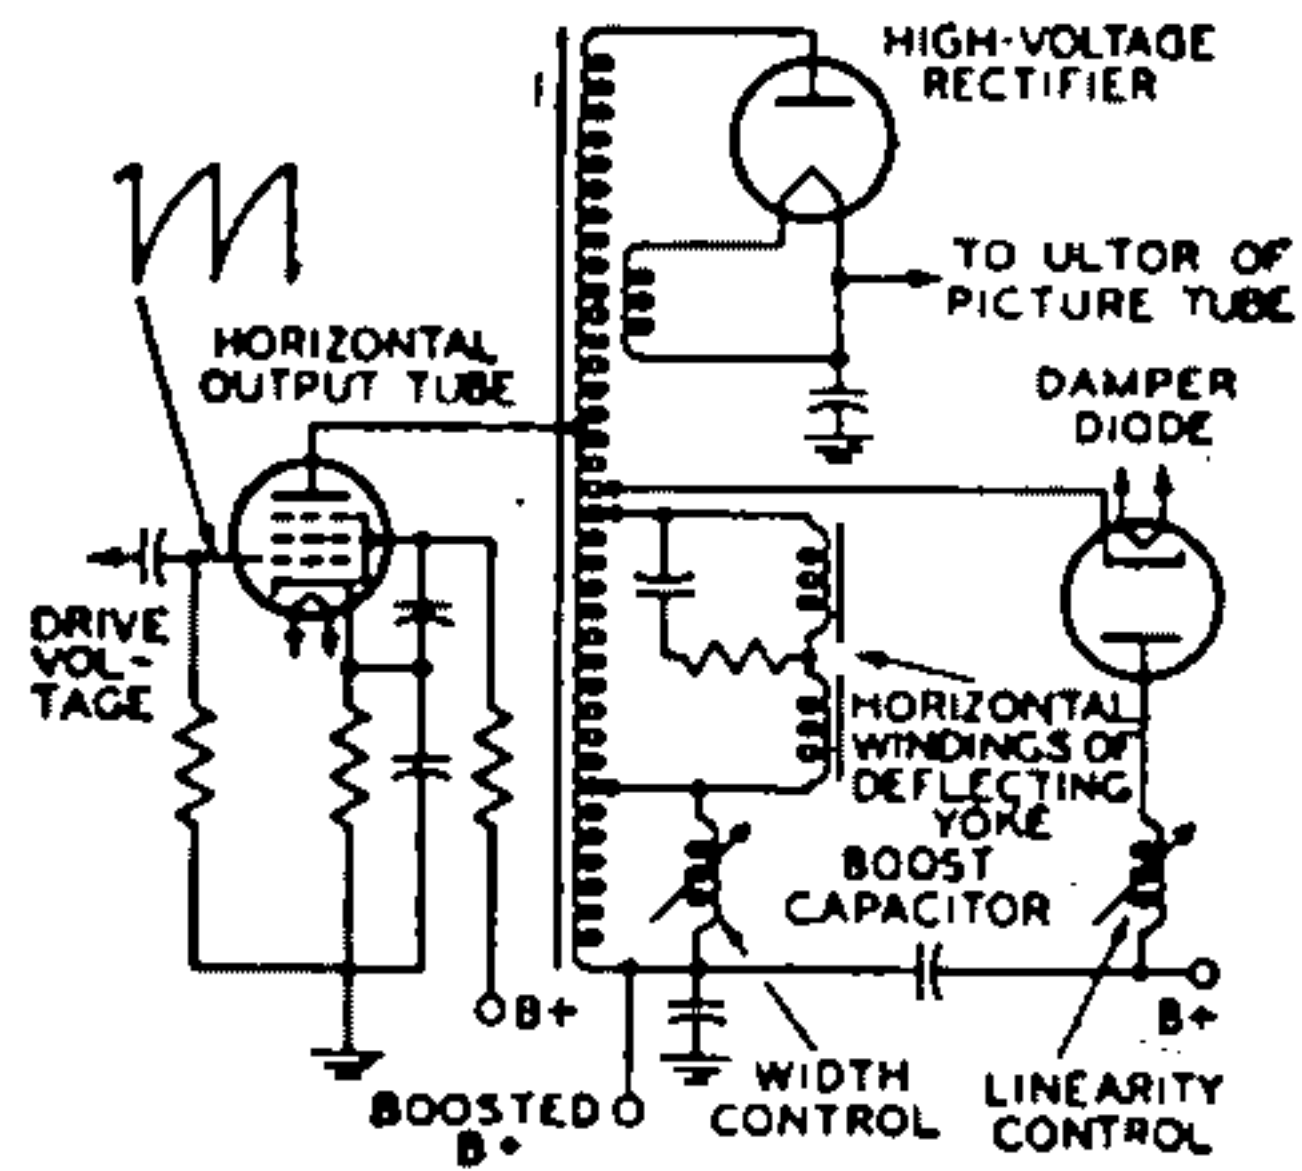 HIGH-VOLTAGE
RECTIFIER
TO ULTOR OF
PICTURE TUBE
HORIZONTAL
OUTPUT TUBE
DAMPER
DIODE
DRIVE
VOL-
TAGE
HORIZONTAL
WINDINGS OF
DEFLECTING
YOKE
BOOST
CAPACITOR
B+
B+
WIDTH
CONTROL
LINEARITY
CONTROL
BOOSTED
B+